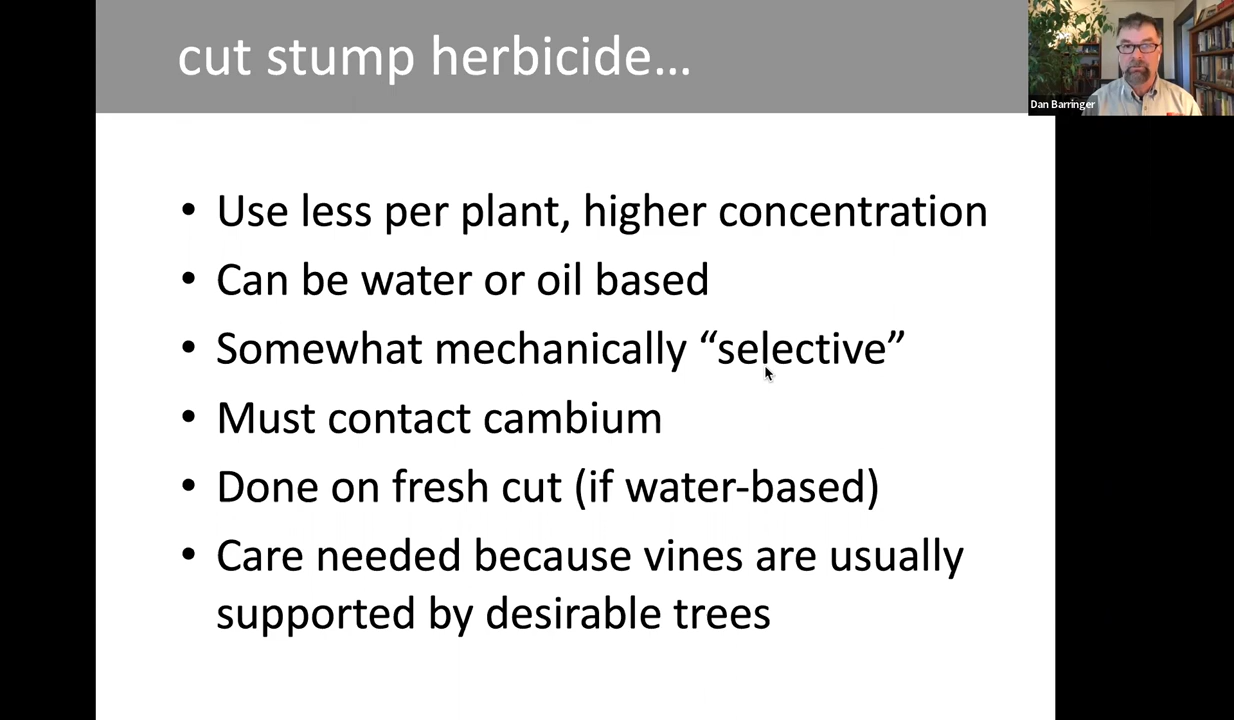 cut stump herbicide...
Dan Barringer
• Use less per plant, higher concentration
• Can be water or oil based
• Somewhat mechanically “selective”
• Must contact cambium
• Done on fresh cut (if water-based)
• Care needed because vines are usually
supported by desirable trees